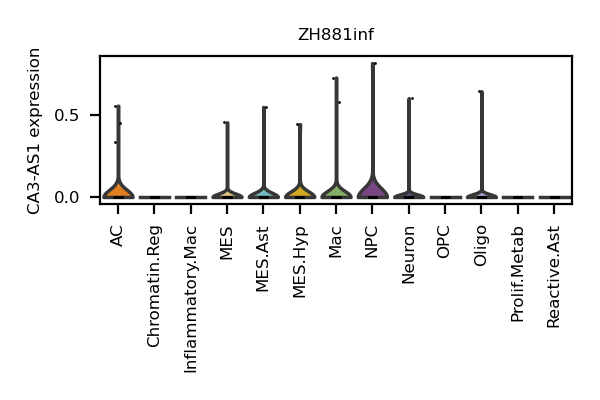 ZH881inf
CA3-AS1 expression
0.5
0.0
AC
Chromatin.Reg
Inflammatory.Mac
MES
MES.Ast
MES.Hyp
Mac
NPC
Neuron
OPC
Oligo
Prolif.Metab
Reactive.Ast